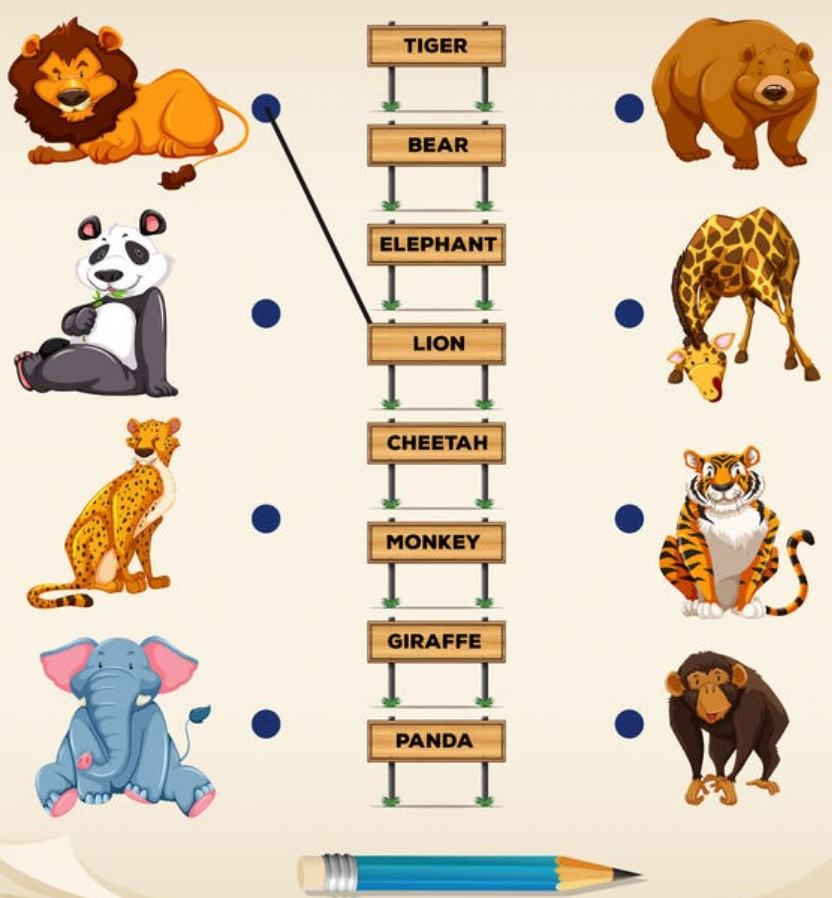 TIGER
BEAR
ELEPHANT
LION
CHEETAH
MONKEY
GIRAFFE
PANDA